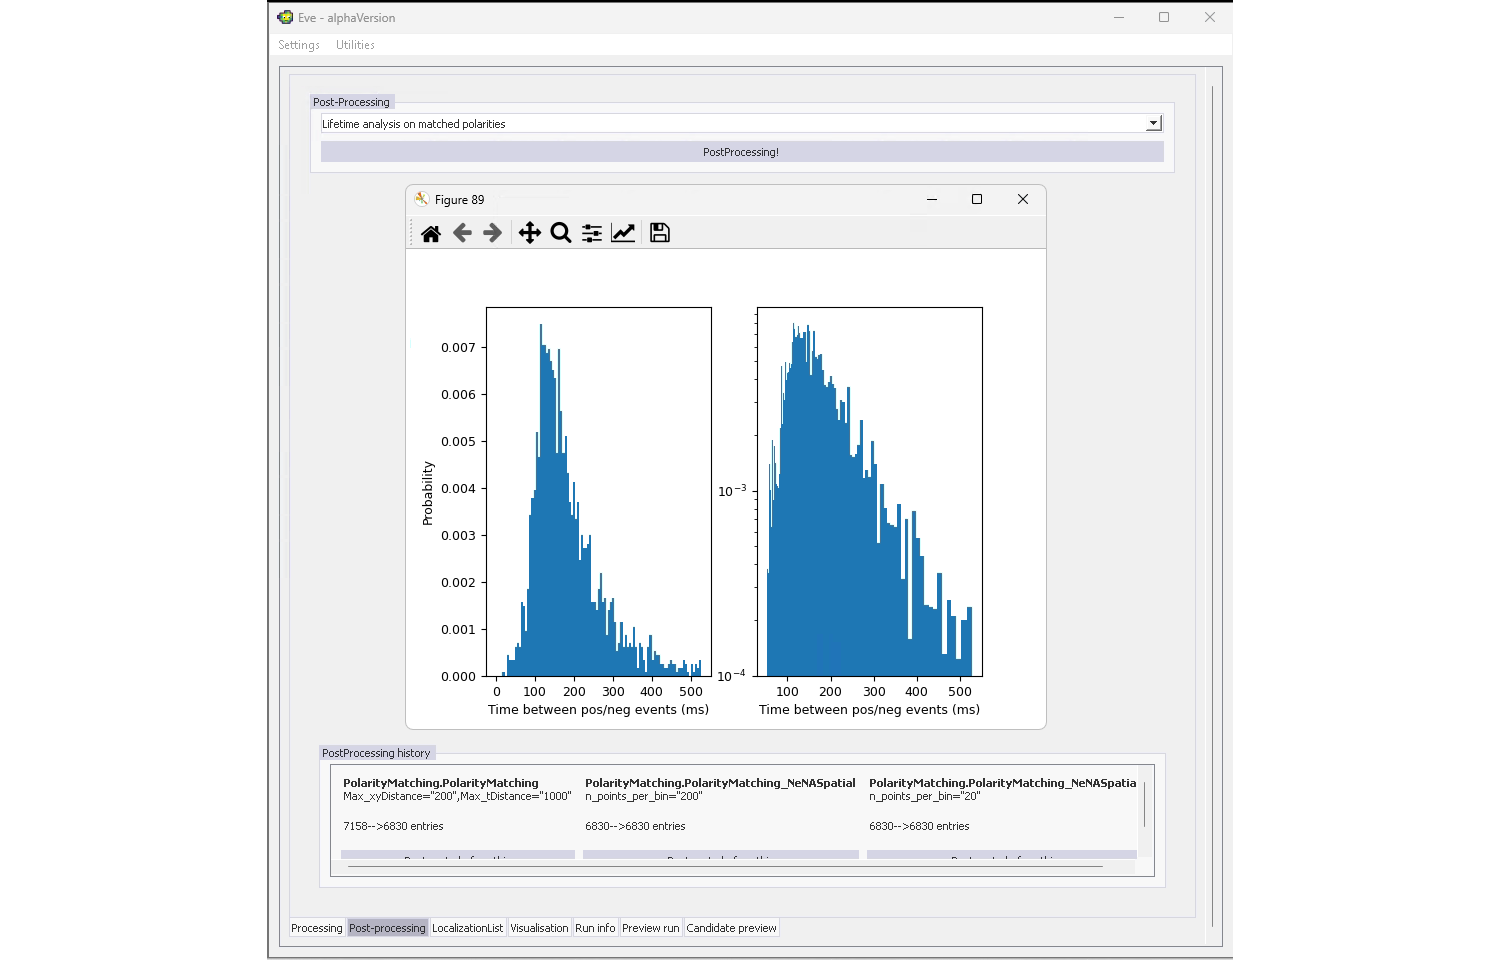 Eve - alphaVersion
Settings Utilities
Post-Processing
Lifetime analysis on matched polarities
PostProcessing!
Figure 89
0.007
0.006
0.005
0.004
0.003
0.002
0.001
0.000
Probability
0 100 200 300 400 500
Time between pos/neg events (ms)
10⁻³
10⁻⁴
100 200 300 400 500
Time between pos/neg events (ms)
PostProcessing history
PolarityMatching.PolarityMatching PolarityMatching.PolarityMatching_NeNASpatial PolarityMatching.PolarityMatching_NeNASpatia
Max_xyDistance="200",Max_tDistance="1000" n_points_per_bin="200" n_points_per_bin="20"
7158-->6830 entries 6830-->6830 entries 6830-->6830 entries
Processing Post-processing LocalizationList Visualisation Run info Preview run Candidate preview